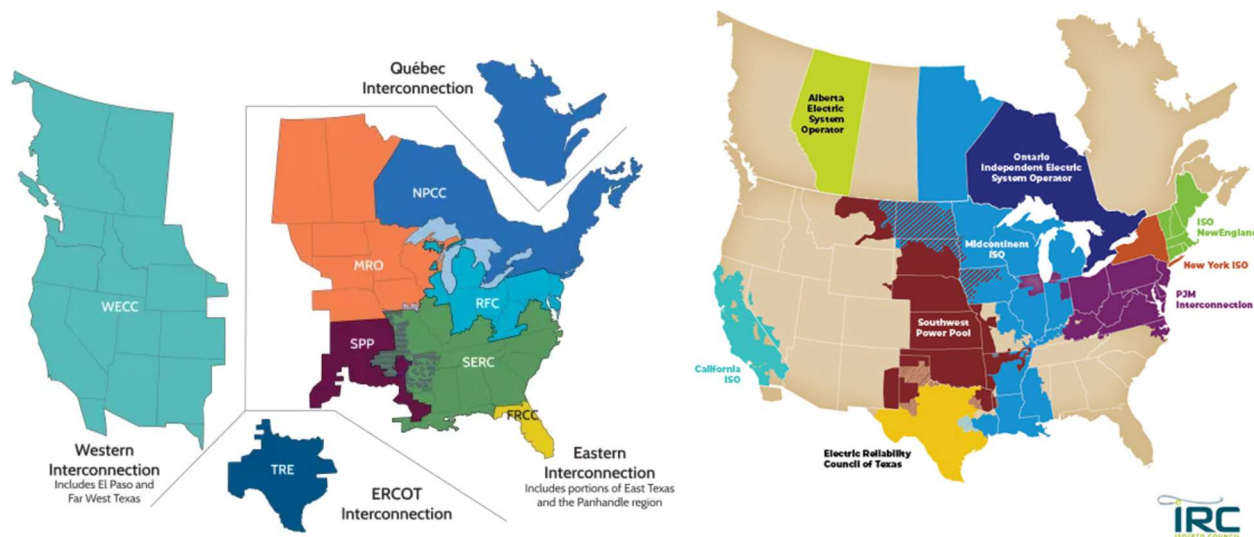 Québec
Interconnection
NPCC
MRO
WECC
RFC
SPP
SERC
FRCC
Western
Interconnection
Includes El Paso and
Far West Texas
TRE
ERCOT
Interconnection
Eastern
Interconnection
Includes portions of East Texas
and the Panhandle region
Alberta
Electric
System
Operator
Ontario
Independent Electric
System Operator
Midcontinent
ISO
ISO
NewEngland
New York ISO
PJM
Interconnection
Southwest
Power Pool
California
ISO
Electric Reliability
Council of Texas
IRC
ISO/RTO COUNCIL